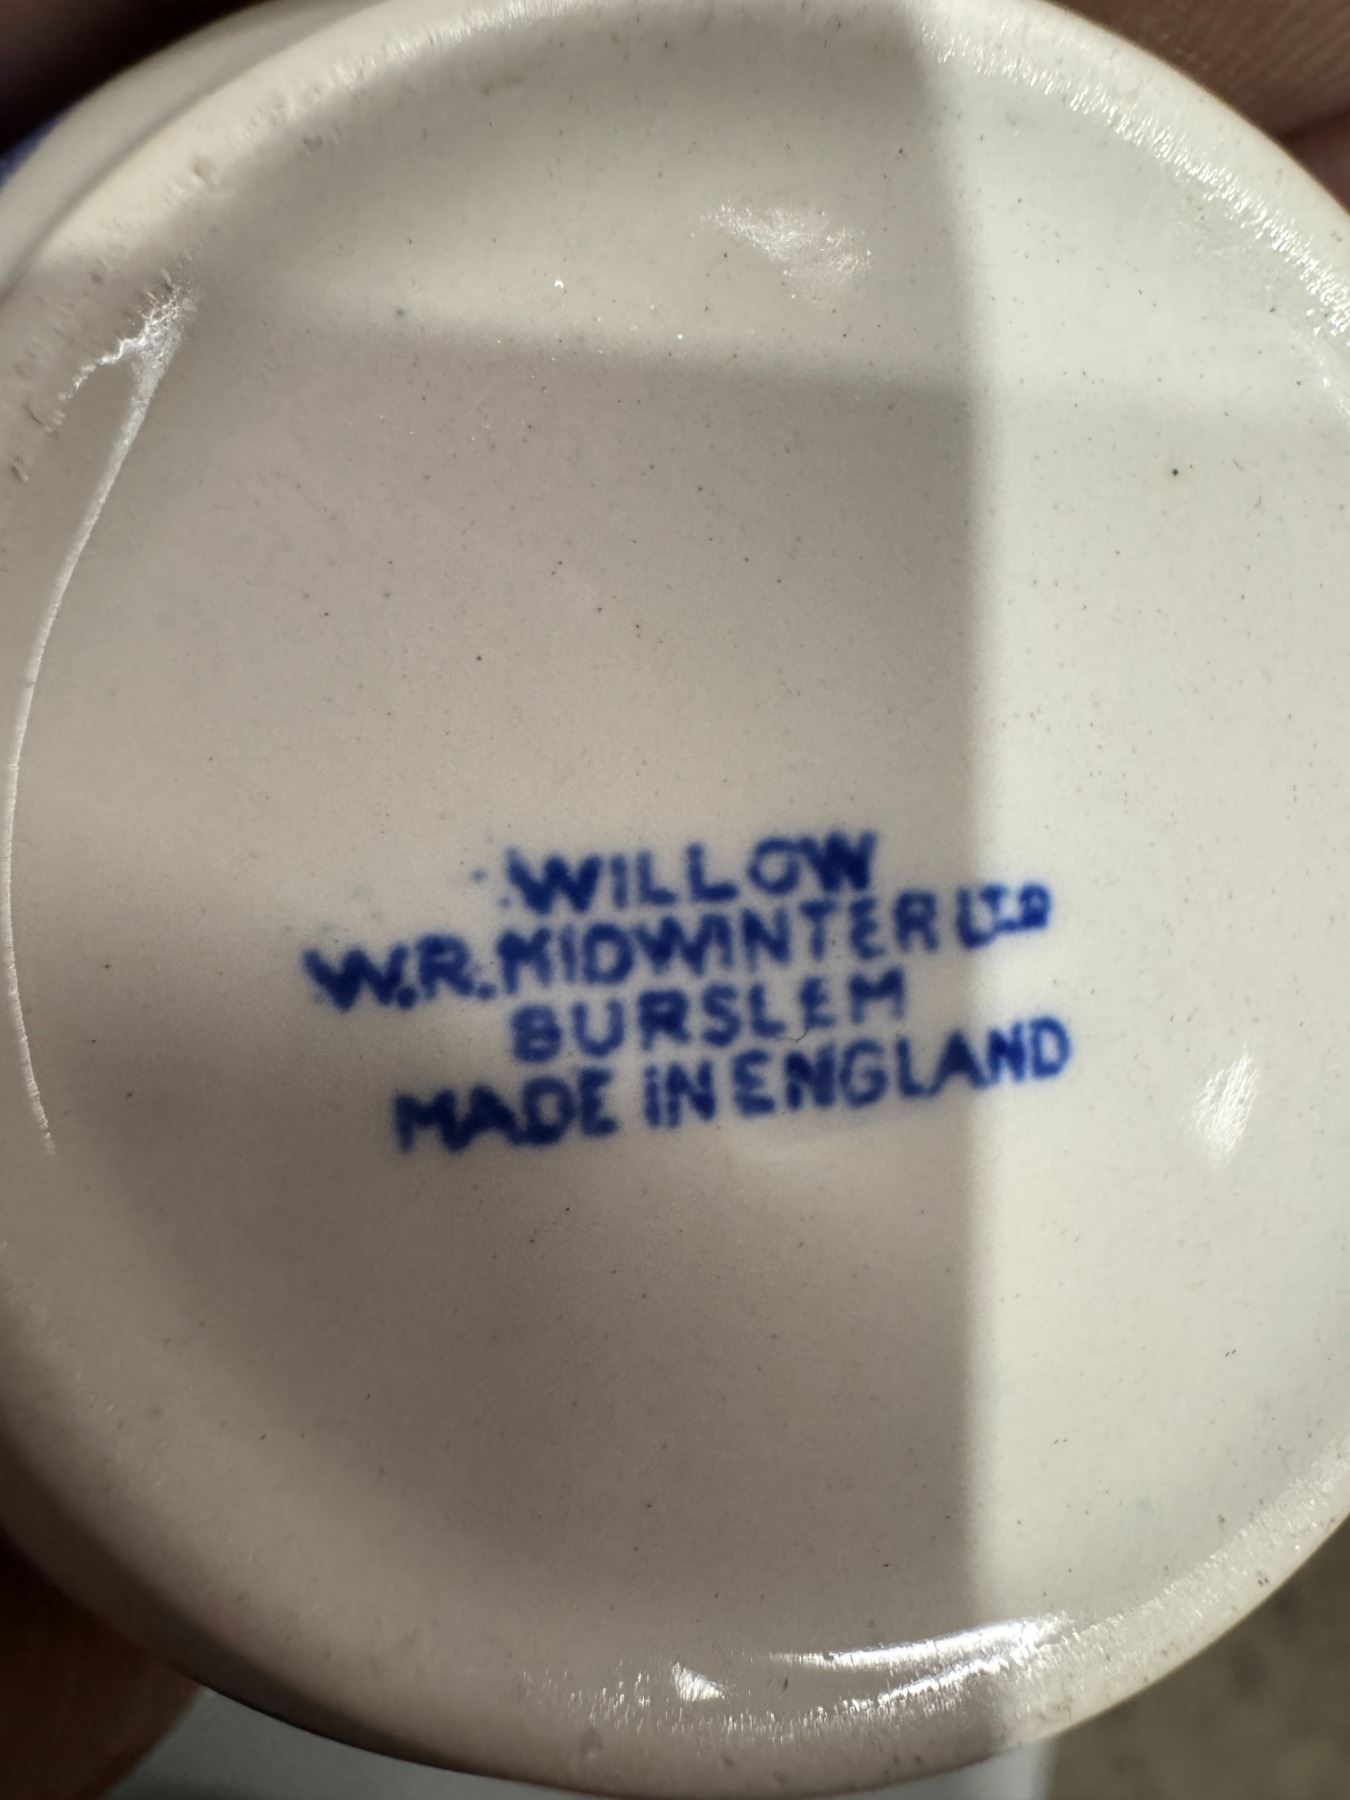 WILLOW
W.R. MIDWINTER LTD
BURSLEM
MADE IN ENGLAND